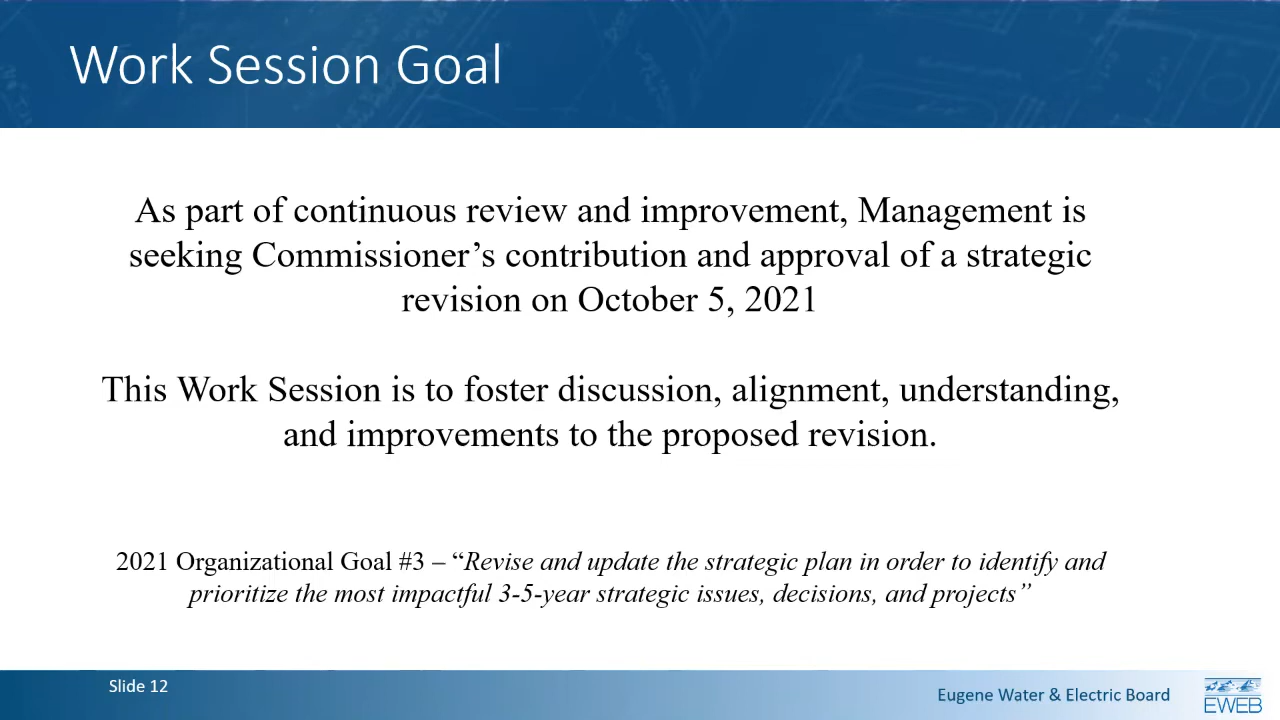 Work Session Goal
As part of continuous review and improvement, Management is
seeking Commissioner’s contribution and approval of a strategic
revision on October 5, 2021
This Work Session is to foster discussion, alignment, understanding,
and improvements to the proposed revision.
2021 Organizational Goal #3 – “Revise and update the strategic plan in order to identify and
prioritize the most impactful 3-5-year strategic issues, decisions, and projects”
Slide 12
Eugene Water & Electric Board
EWEB